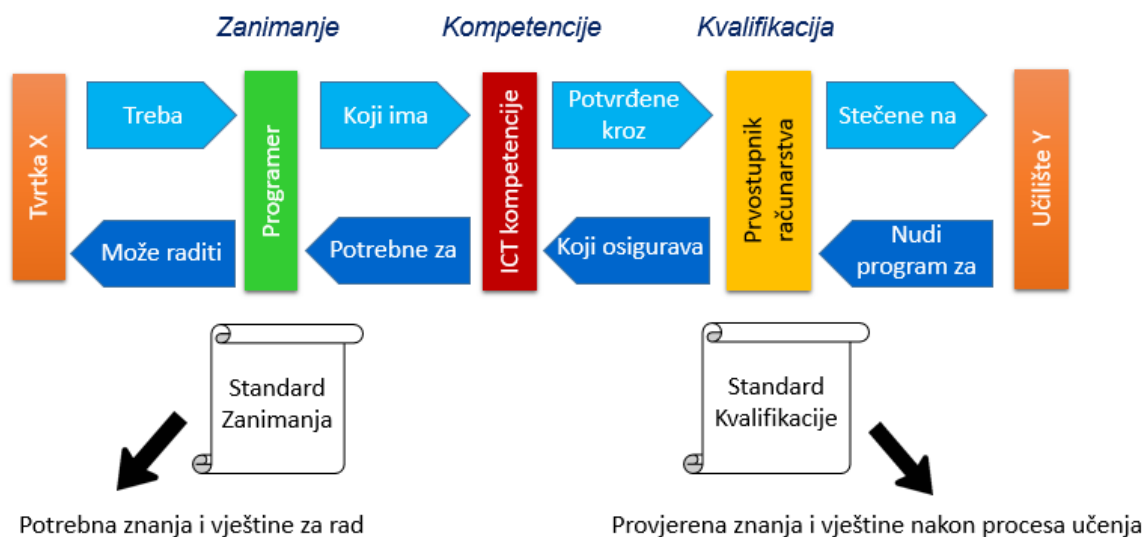 Zanimanje
Kompetencije
Kvalifikacija
Tvrtka X
Treba
Programer
Koji ima
ICT kompetencije
Potvrđene
kroz
Prvostupnik
računarstva
Stečene na
Učilište Y
Može raditi
Potrebne za
Koji osigurava
Nudi
program za
Standard
Zanimanja
Standard
Kvalifikacije
Potrebna znanja i vještine za rad
Provjerena znanja i vještine nakon procesa učenja